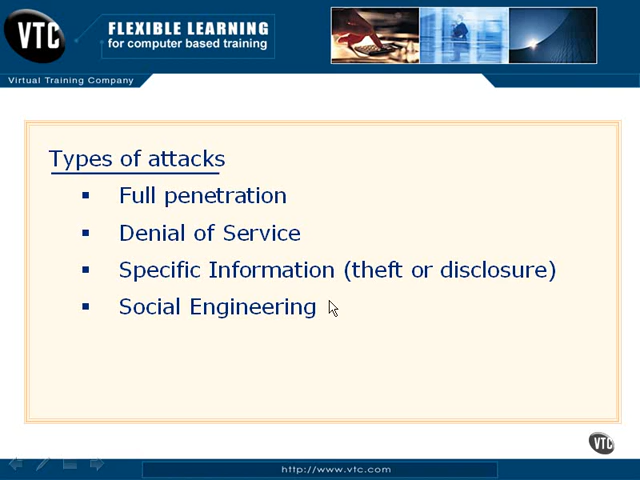 VTC
FLEXIBLE LEARNING
for computer based training
Virtual Training Company
Types of attacks
▪ Full penetration
▪ Denial of Service
▪ Specific Information (theft or disclosure)
▪ Social Engineering
VTC
http://www.vtc.com